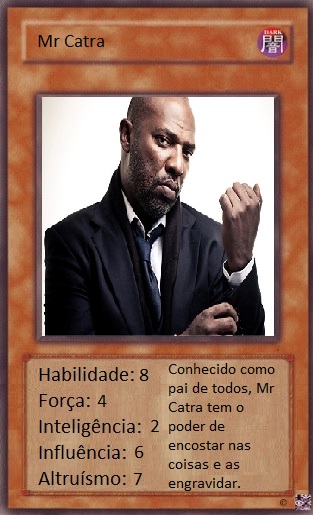 Mr Catra
DARK
闇
Habilidade: 8
Força: 4
Inteligência: 2
Influência: 6
Altruísmo: 7
Conhecido como
pai de todos, Mr
Catra tem o
poder de
encostar nas
coisas e as
engravidar.
©